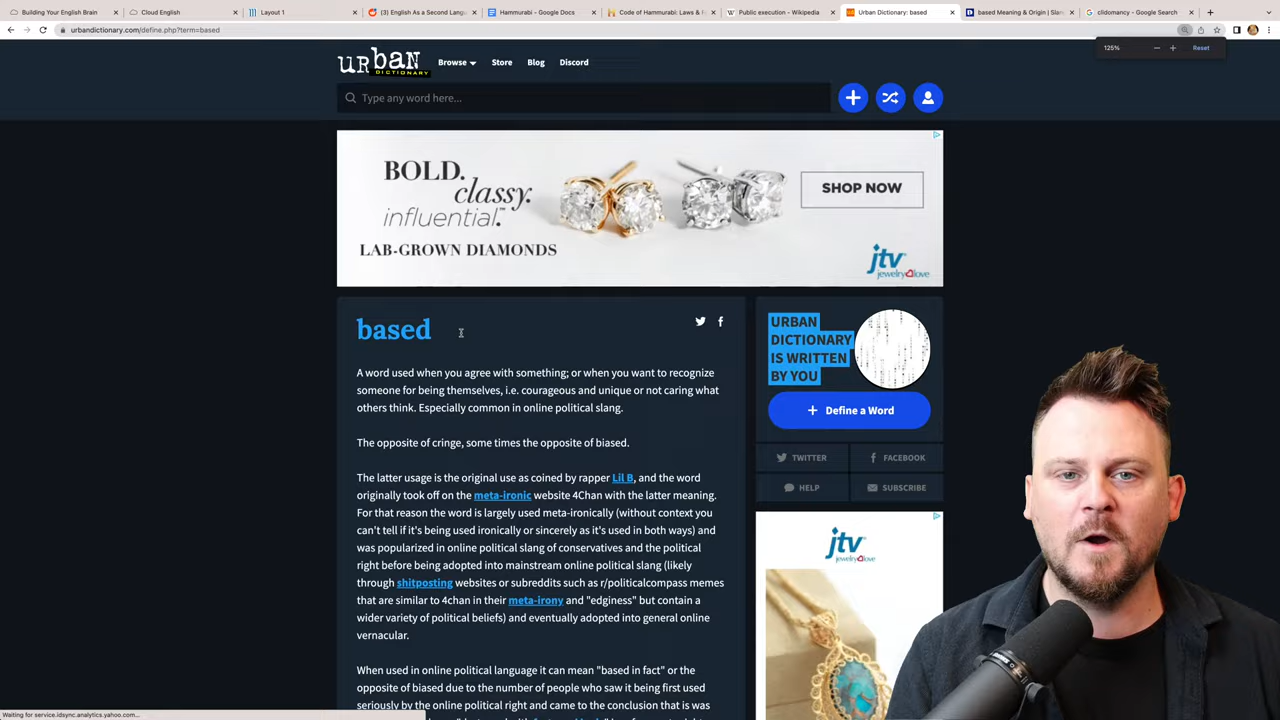 Building Your English Brain
Cloud English
Layout 1
(3) English As a Second Lang
Hammurabi - Google Docs
Code of Hammurabi: Laws & F
Public execution - Wikipedia
Urban Dictionary: based
based Meaning & Origin | Slan
clidomancy - Google Search
urbandictionary.com/define.php?term=based
125%
Reset
urban
DICTIONARY
Browse
Store
Blog
Discord
Type any word here...
BOLD.
classy.
influential.
LAB-GROWN DIAMONDS
SHOP NOW
jtv
jewelry love
based
A word used when you agree with something; or when you want to recognize
someone for being themselves, i.e. courageous and unique or not caring what
others think. Especially common in online political slang.
The opposite of cringe, some times the opposite of biased.
The latter usage is the original use as coined by rapper Lil B, and the word
originally took off on the meta-ironic website 4Chan with the latter meaning.
For that reason the word is largely used meta-ironically (without context you
can't tell if it's being used ironically or sincerely as it's used in both ways) and
was popularized in online political slang of conservatives and the political
right before being adopted into mainstream online political slang (likely
through shitposting websites or subreddits such as r/politicalcompass memes
that are similar to 4chan in their meta-irony and "edginess" but contain a
wider variety of political beliefs) and eventually adopted into general online
vernacular.
When used in online political language it can mean "based in fact" or the
opposite of biased due to the number of people who saw it being first used
seriously by the online political right and came to the conclusion that is was
URBAN
DICTIONARY
IS WRITTEN
BY YOU
+ Define a Word
TWITTER
FACEBOOK
HELP
SUBSCRIBE
jtv
jewelry love
Waiting for service.idsync.analytics.yahoo.com...